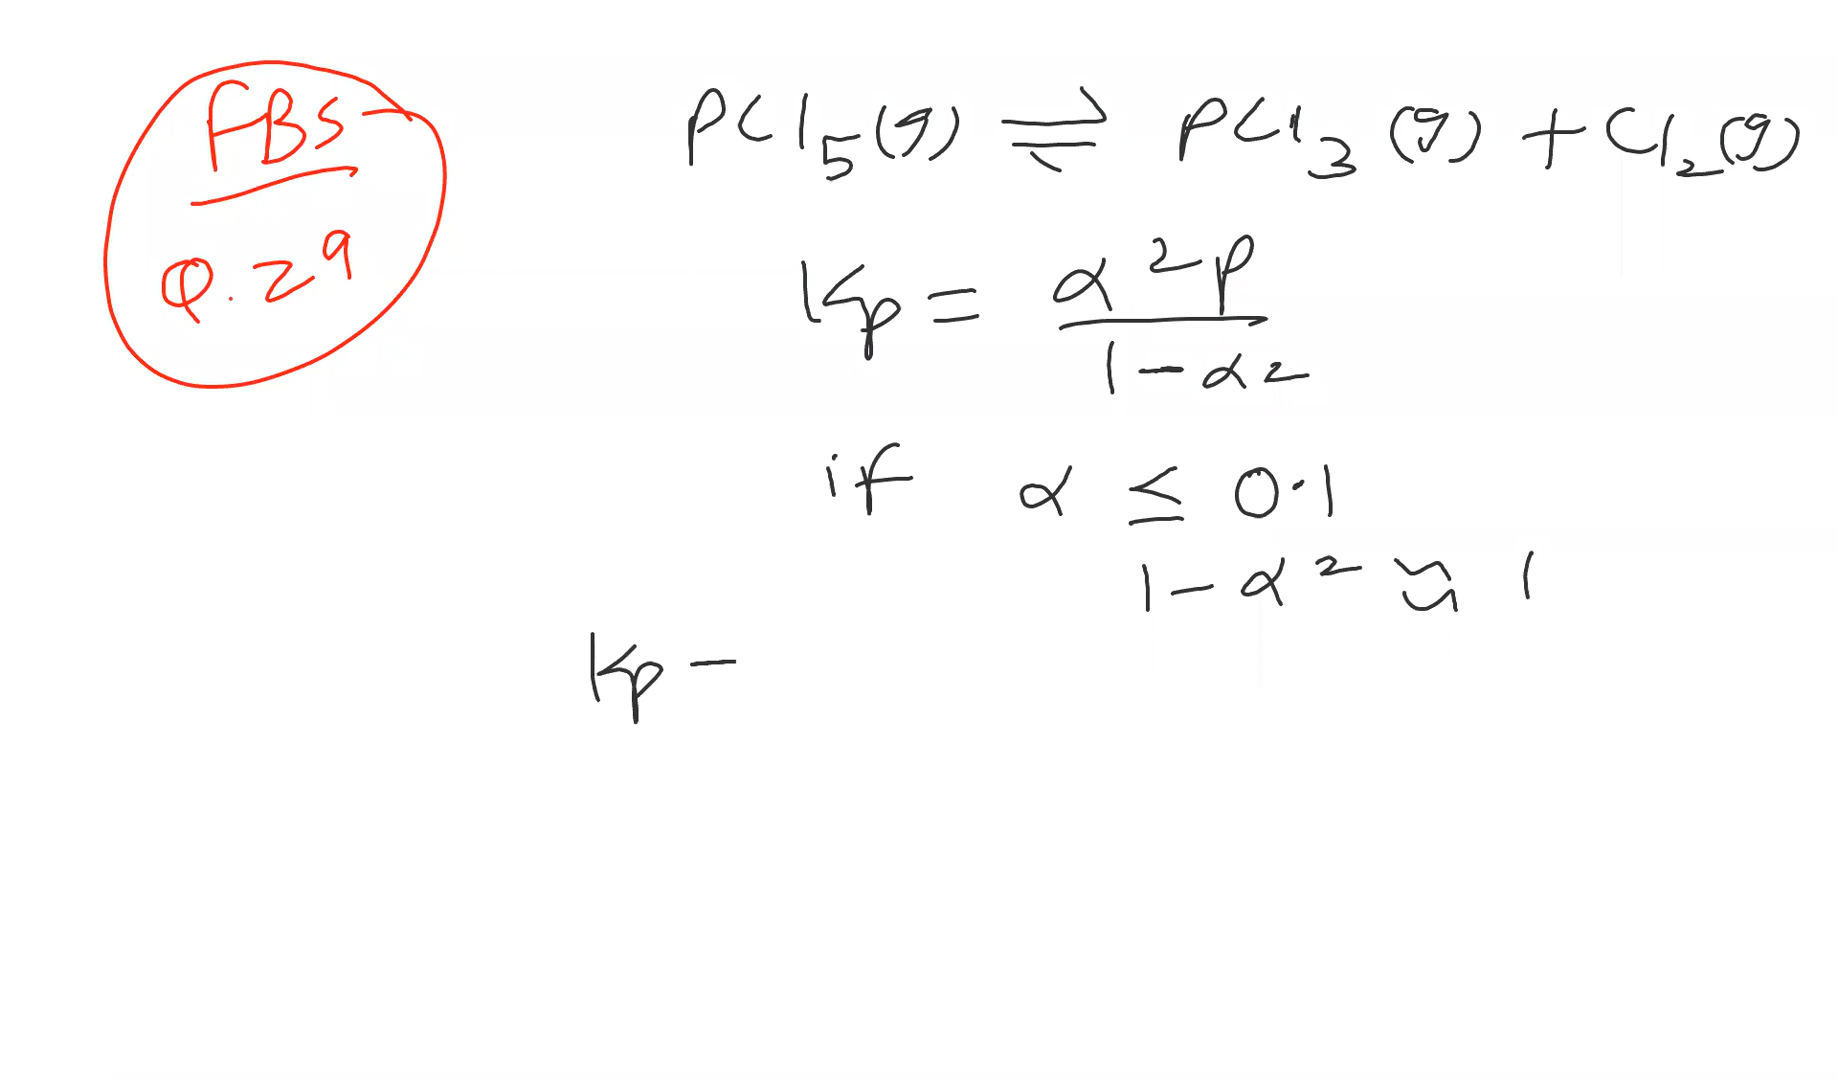 FBS
Q.29
PCl5(g) ⇌ PCl3(g) + Cl2(g)
Kp = α²P
1-α2
if α ≤ 0.1
1-α² ≈ 1
Kp -